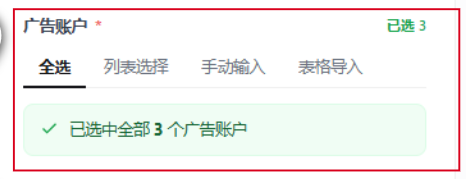 广告账户 * 已选 3
全选 列表选择 手动输入 表格导入
已选中全部 3 个广告账户